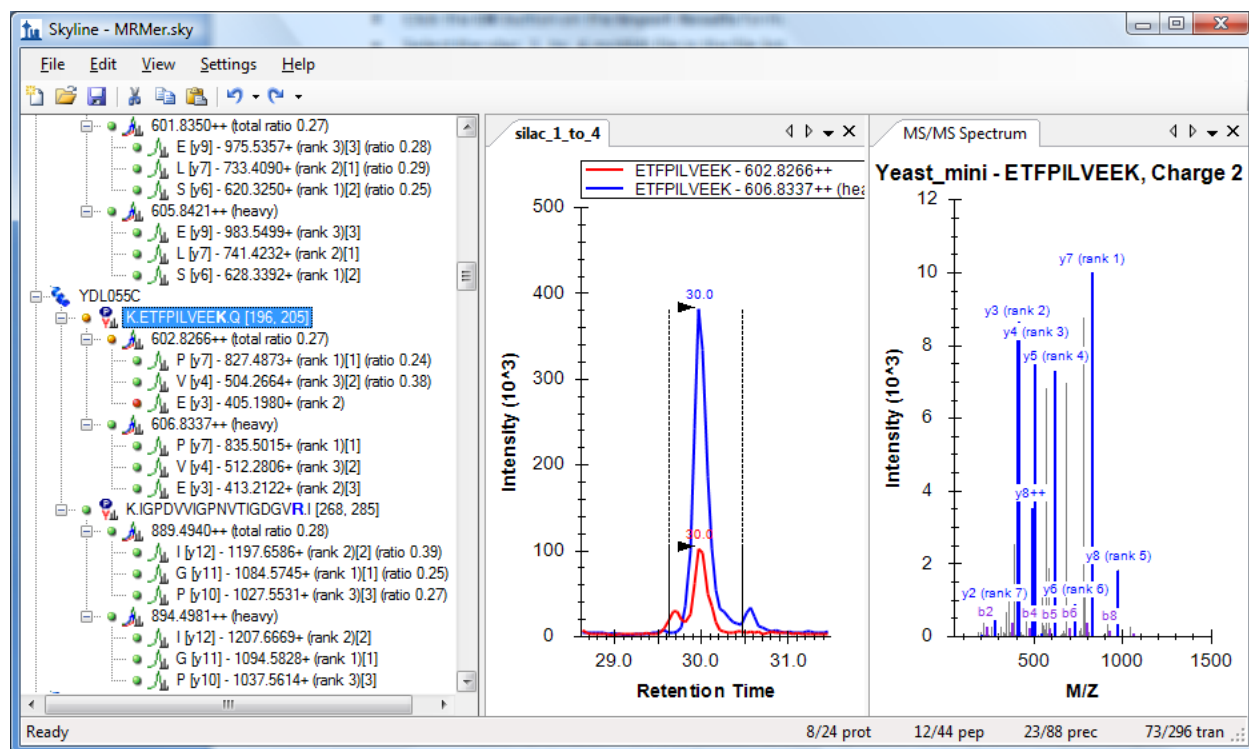 Skyline - MRMer.sky
File Edit View Settings Help
601.8350++ (total ratio 0.27)
E [y9] - 975.5357+ (rank 3)[3] (ratio 0.28)
L [y7] - 733.4090+ (rank 2)[1] (ratio 0.29)
S [y6] - 620.3250+ (rank 1)[2] (ratio 0.25)
605.8421++ (heavy)
E [y9] - 983.5499+ (rank 3)[3]
L [y7] - 741.4232+ (rank 2)[1]
S [y6] - 628.3392+ (rank 1)[2]
YDL055C
K.ETFPILVEEK.Q [196, 205]
602.8266++ (total ratio 0.27)
P [y7] - 827.4873+ (rank 1)[1] (ratio 0.24)
V [y4] - 504.2664+ (rank 3)[2] (ratio 0.38)
E [y3] - 405.1980+ (rank 2)
606.8337++ (heavy)
P [y7] - 835.5015+ (rank 1)[1]
V [y4] - 512.2806+ (rank 3)[2]
E [y3] - 413.2122+ (rank 2)[3]
K.IGPDVVIGPNVTIGDGVR.I [268, 285]
889.4940++ (total ratio 0.28)
I [y12] - 1197.6586+ (rank 2)[2] (ratio 0.39)
G [y11] - 1084.5745+ (rank 1)[1] (ratio 0.25)
P [y10] - 1027.5531+ (rank 3)[3] (ratio 0.27)
894.4981++ (heavy)
I [y12] - 1207.6669+ (rank 2)[2]
G [y11] - 1094.5828+ (rank 1)[1]
P [y10] - 1037.5614+ (rank 3)[3]
silac_1_to_4
ETFPILVEEK - 602.8266++
ETFPILVEEK - 606.8337++ (hea
500
400
300
200
100
0
Intensity (10^3)
30.0
30.0
29.0 30.0 31.0
Retention Time
MS/MS Spectrum
Yeast_mini - ETFPILVEEK, Charge 2
12
10
8
6
4
2
0
Intensity (10^3)
y7 (rank 1)
y3 (rank 2)
y4 (rank 3)
y5 (rank 4)
y8++
y8 (rank 5)
y2 (rank 7) y6 (rank 6)
b2 b4 b5 b6 b8
500 1000 1500
M/Z
Ready 8/24 prot 12/44 pep 23/88 prec 73/296 tran